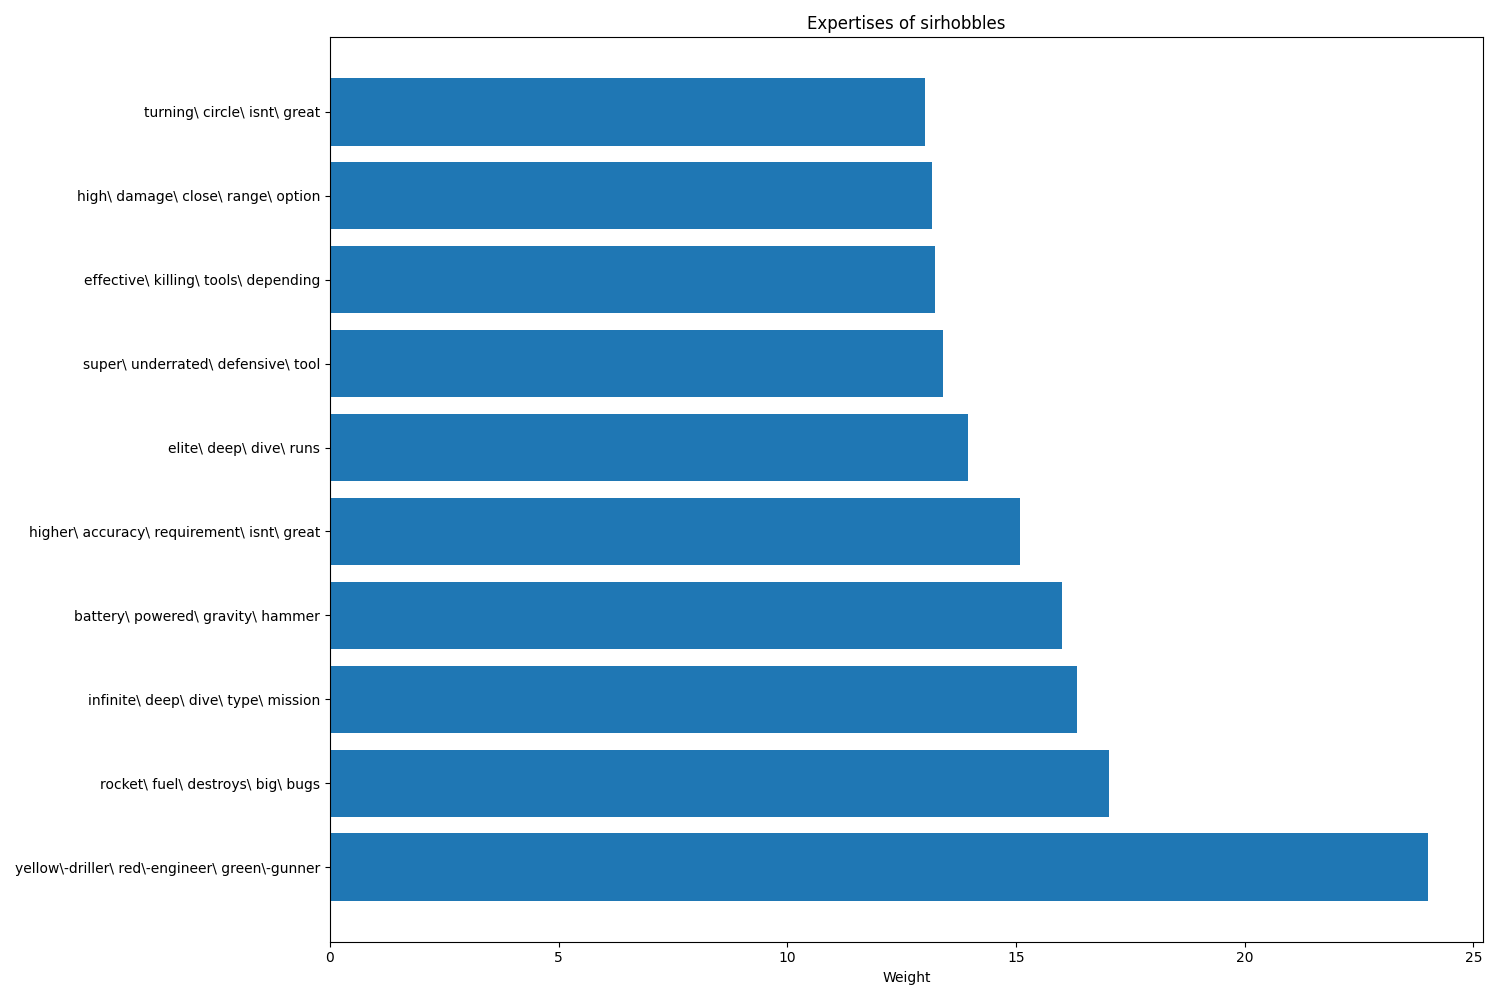 Expertises of sirhobbles
turning\ circle\ isnt\ great
high\ damage\ close\ range\ option
effective\ killing\ tools\ depending
super\ underrated\ defensive\ tool
elite\ deep\ dive\ runs
higher\ accuracy\ requirement\ isnt\ great
battery\ powered\ gravity\ hammer
infinite\ deep\ dive\ type\ mission
rocket\ fuel\ destroys\ big\ bugs
yellow\-driller\ red\-engineer\ green\-gunner
0 5 10 15 20 25
Weight